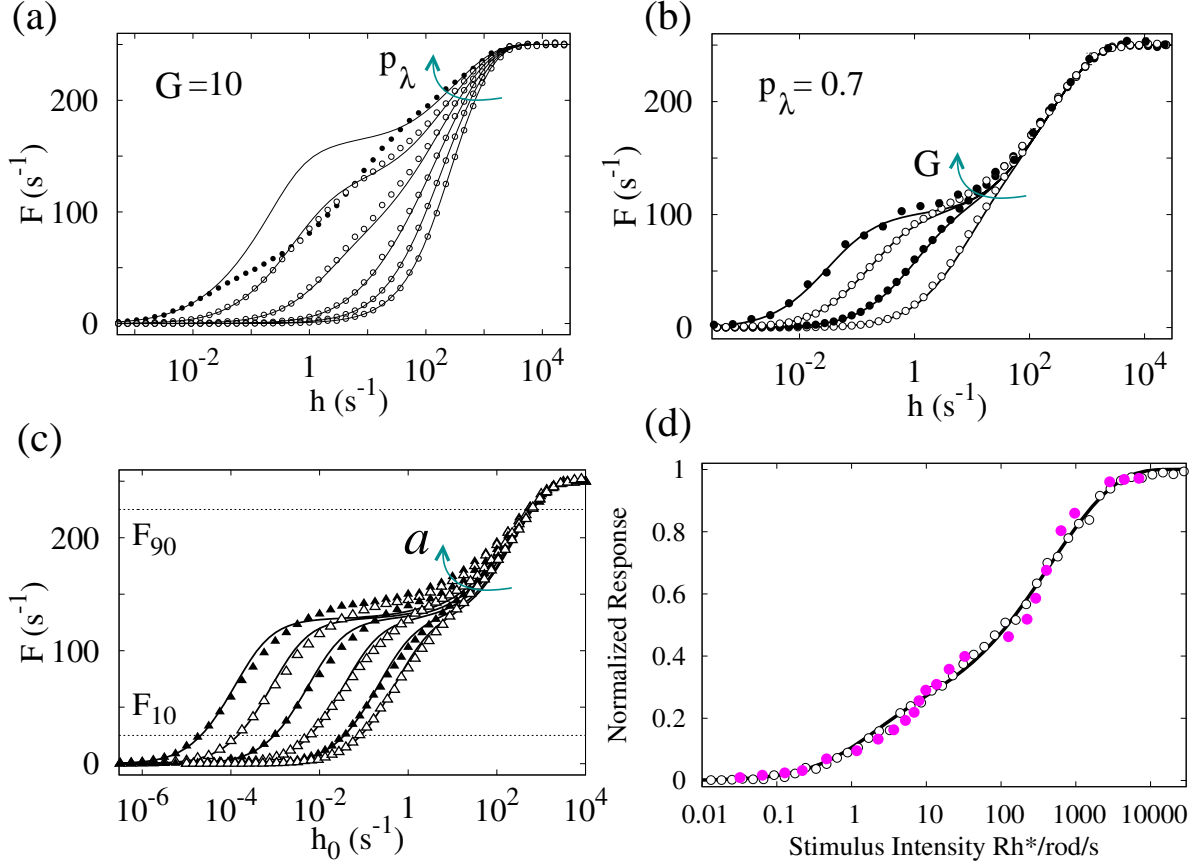 (a)
G=10
p_λ
F (s^-1)
200
100
0
10^-2
1
10^2
10^4
h (s^-1)
(b)
p_λ = 0.7
G
F (s^-1)
200
100
0
10^-2
1
10^2
10^4
h (s^-1)
(c)
F_90
a
F_10
F (s^-1)
200
100
0
10^-6
10^-4
10^-2
1
10^2
10^4
h_0 (s^-1)
(d)
Normalized Response
1
0.8
0.6
0.4
0.2
0
0.01
0.1
1
10
100
1000
10000
Stimulus Intensity Rh*/rod/s